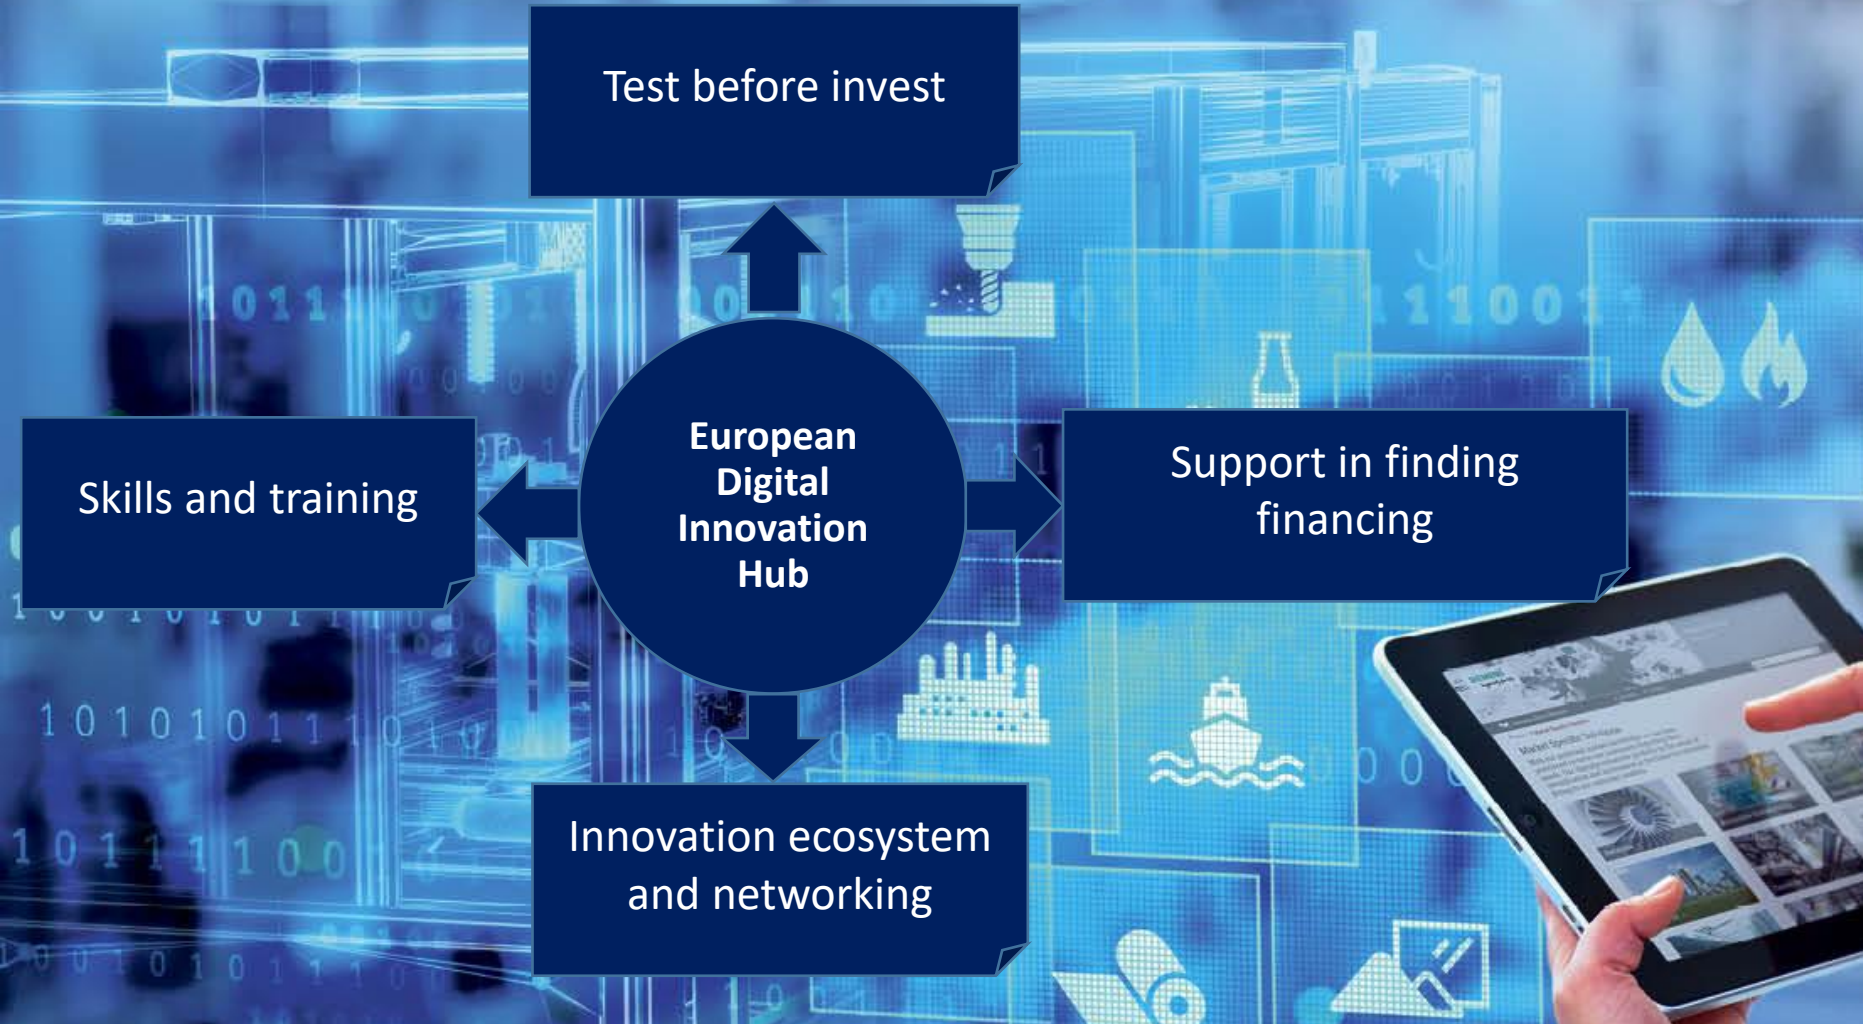 Test before invest
European
Digital
Innovation
Hub
Skills and training
Support in finding
financing
Innovation ecosystem
and networking